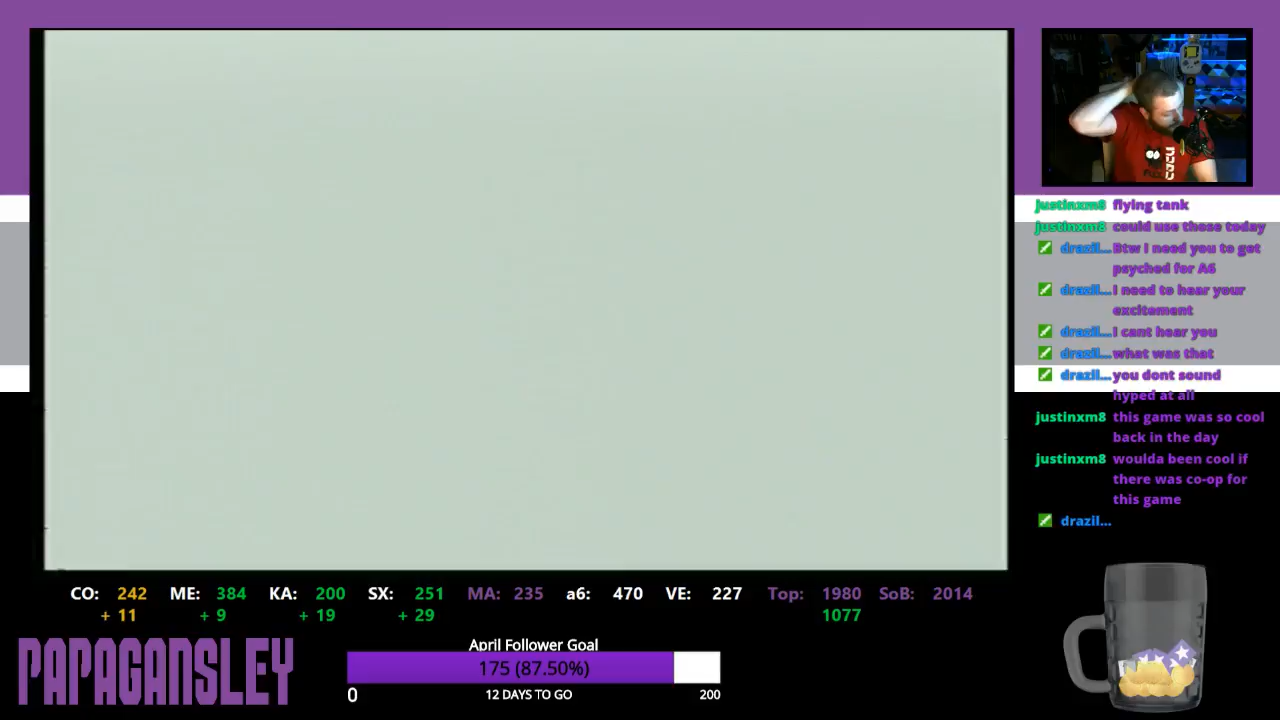 justinxm8 flying tank
justinxm8 could use those today
drazil... Btw I need you to get
psyched for A6
drazil... I need to hear your
excitement
drazil... I cant hear you
drazil... what was that
drazil... you dont sound
hyped at all
justinxm8 this game was so cool
back in the day
justinxm8 woulda been cool if
there was co-op for
this game
drazil...
CO: 242 ME: 384 KA: 200 SX: 251 MA: 235 a6: 470 VE: 227 Top: 1980 SoB: 2014
+ 11 + 9 + 19 + 29 1077
PAPAGANSLEY
April Follower Goal
175 (87.50%)
0 12 DAYS TO GO 200